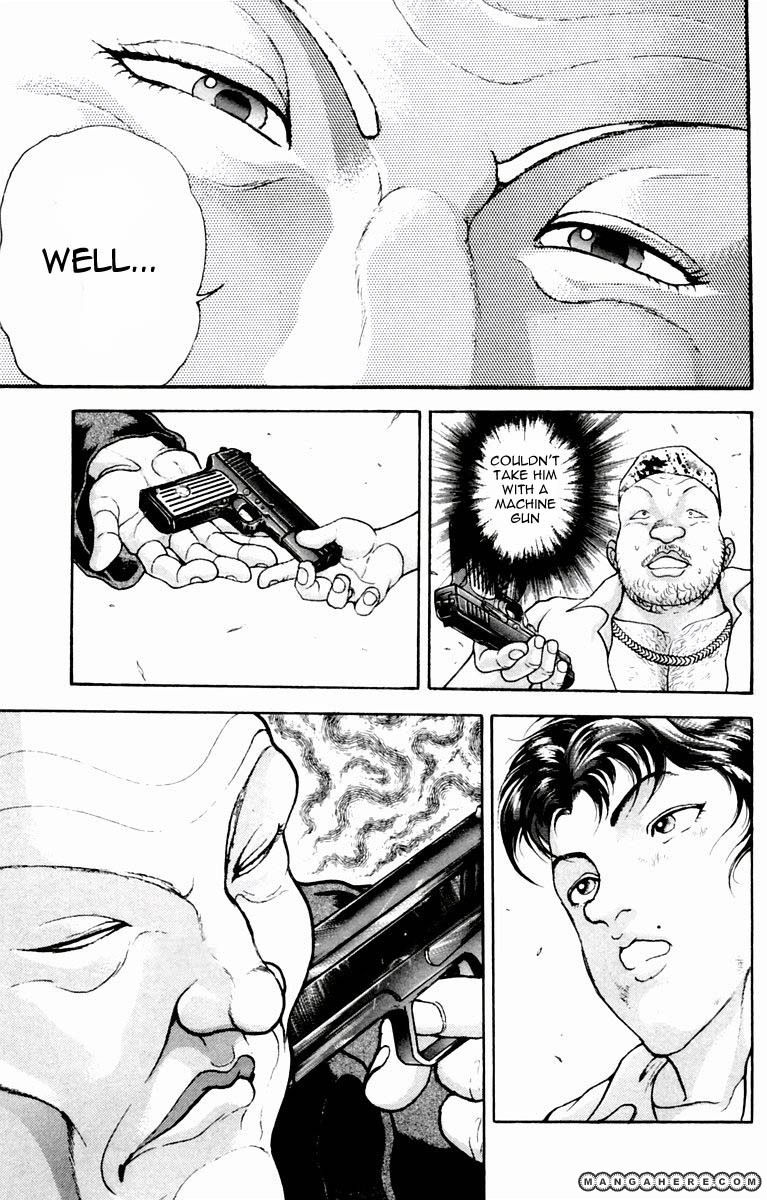 WELL...
COULDN'T
TAKE HIM
WITH A
MACHINE
GUN
MANGAHERE.COM